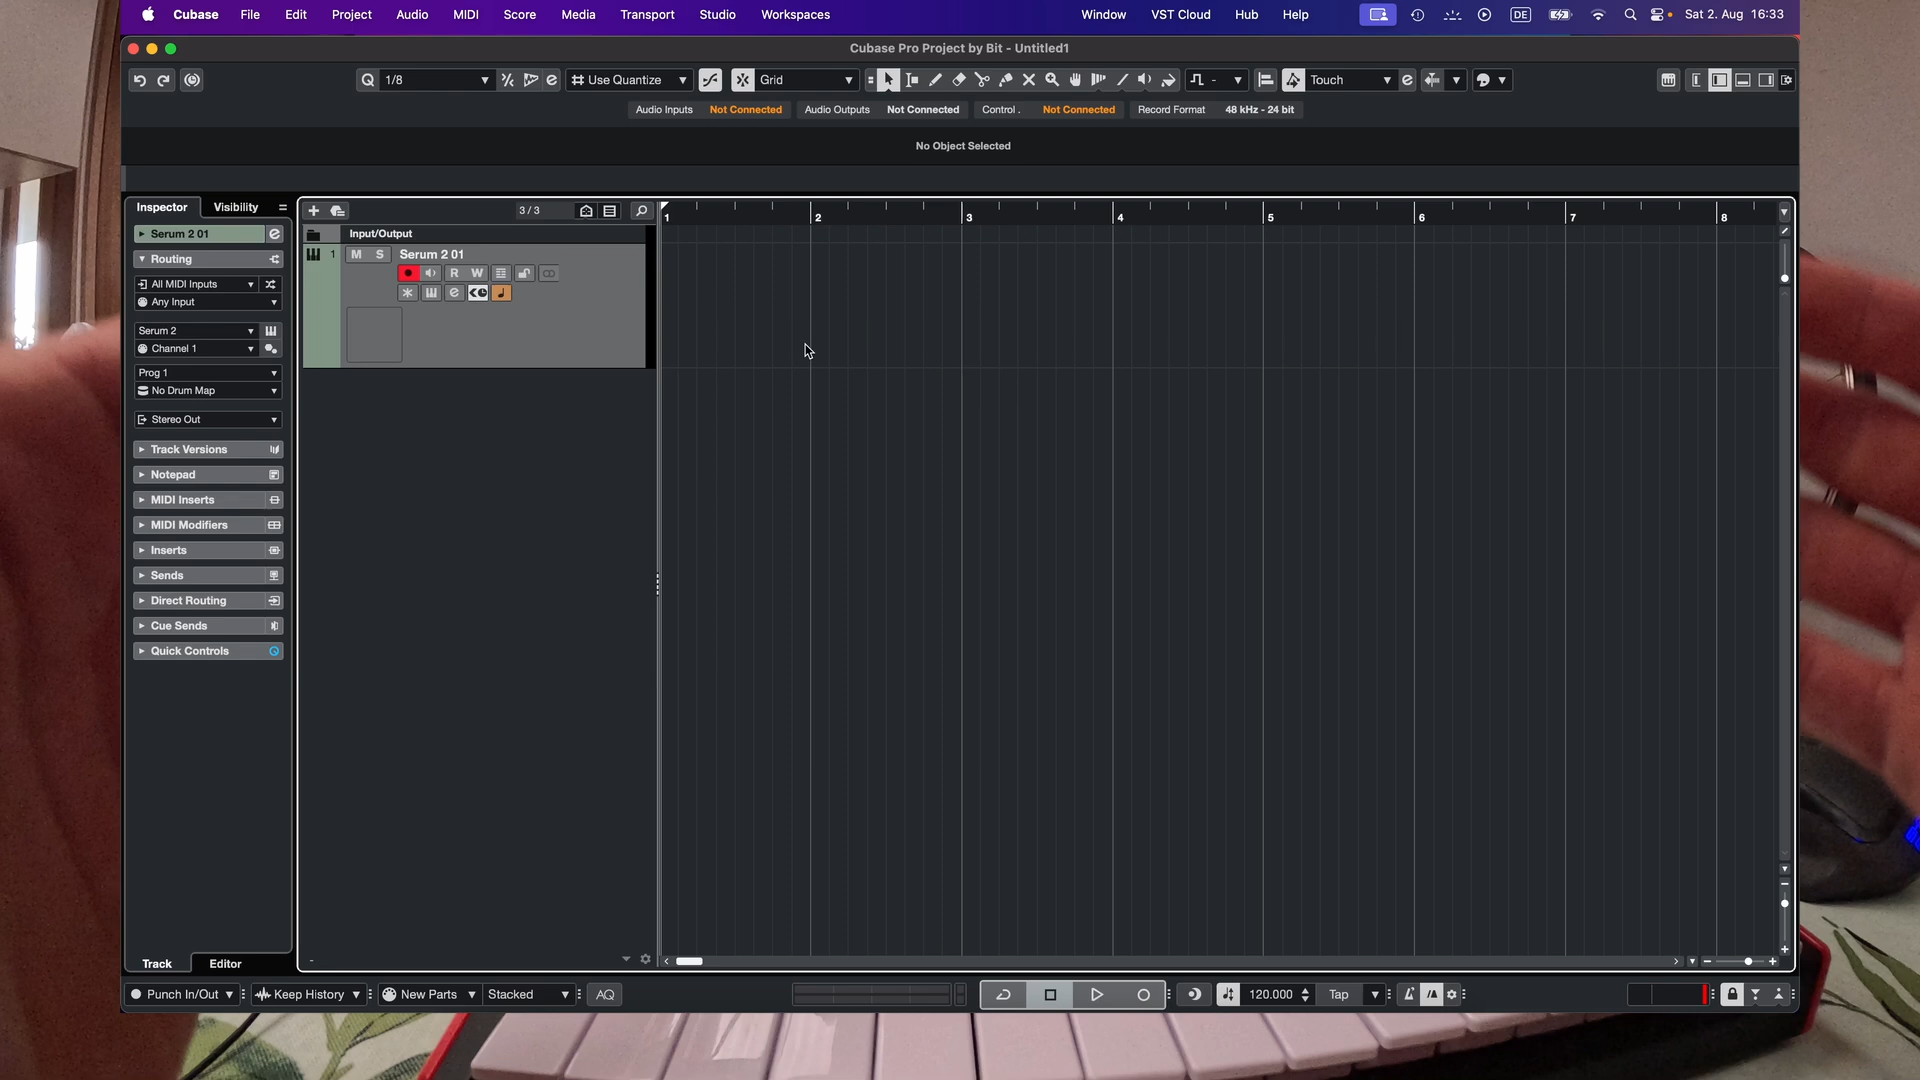 Cubase File Edit Project Audio MIDI Score Media Transport Studio Workspaces Window VST Cloud Hub Help DE Sat 2. Aug 16:33
Cubase Pro Project by Bit - Untitled1
Q 1/8 e # Use Quantize Grid - Touch e
Audio Inputs Not Connected Audio Outputs Not Connected Control . Not Connected Record Format 48 kHz - 24 bit
No Object Selected
Inspector Visibility
3 / 3
1 2 3 4 5 6 7 8
Serum 2 01 e
Input/Output
1 M S Serum 2 01
R W
e
Routing
All MIDI Inputs
Any Input
Serum 2
Channel 1
Prog 1
No Drum Map
Stereo Out
Track Versions
Notepad
MIDI Inserts
MIDI Modifiers
Inserts
Sends
Direct Routing
Cue Sends
Quick Controls
Track Editor
Punch In/Out Keep History New Parts Stacked AQ 120.000 Tap